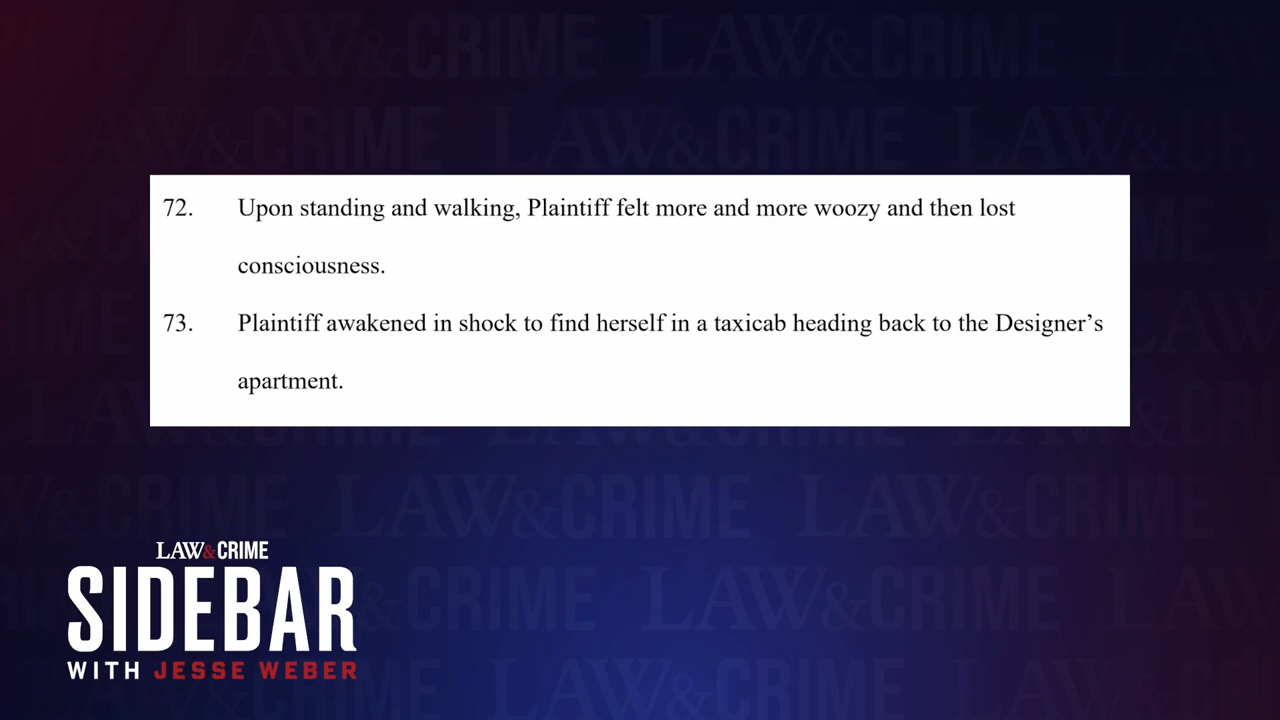 72. Upon standing and walking, Plaintiff felt more and more woozy and then lost
consciousness.
73. Plaintiff awakened in shock to find herself in a taxicab heading back to the Designer’s
apartment.
LAW&CRIME
SIDEBAR
WITH JESSE WEBER